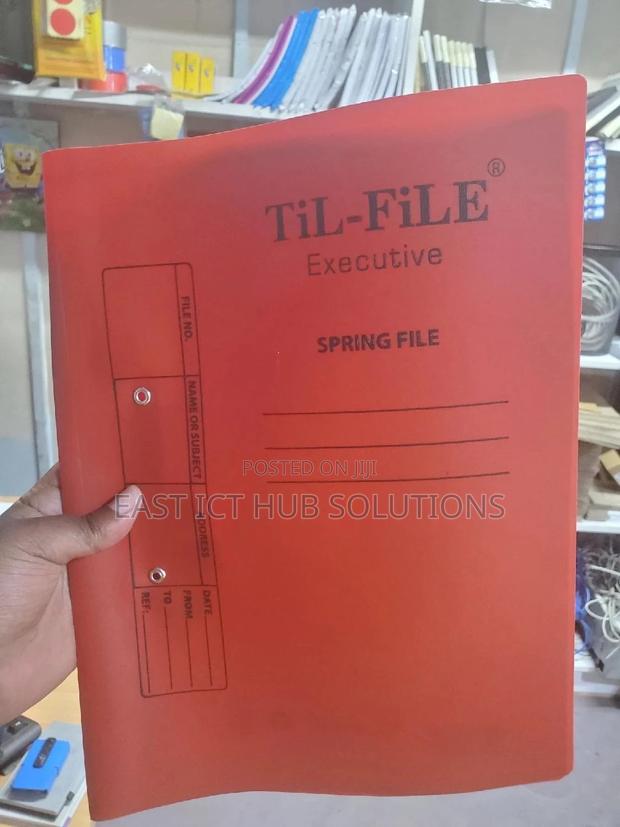 TiL-FiLE®
Executive
SPRING FILE
FILE NO.
NAME OR SUBJECT
ADDRESS
DATE
FROM
TO
REF:
POSTED ON JIJI
EAST ICT HUB SOLUTIONS